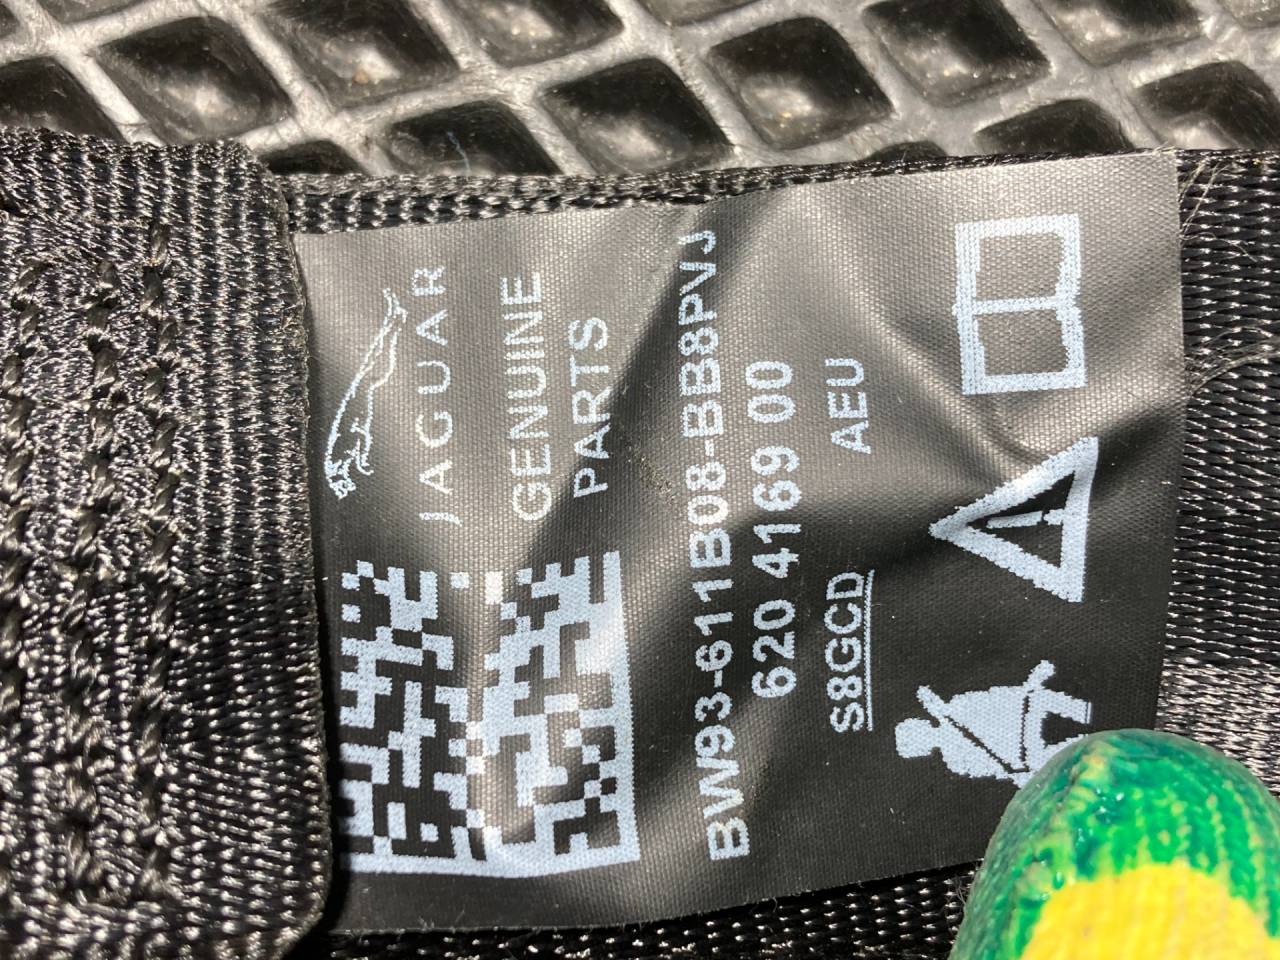 JAGUAR
GENUINE
PARTS
BW93-611B08-BB8PVJ
620 4169 00
S8GCD AEU